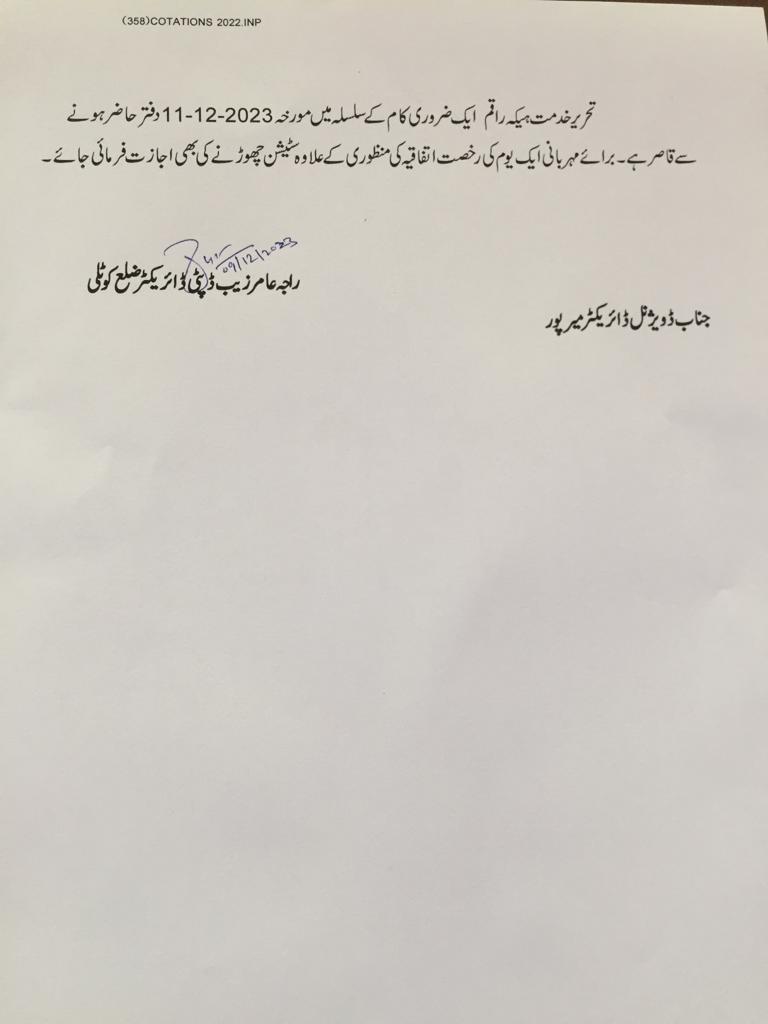 (358)COTATIONS 2022.INP
تحریر خدمت ہیکہ راقم ایک ضروری کام کے سلسلہ میں مورخہ 11-12-2023 دفتر حاضر ہونے
سے قاصر ہے۔ برائے مہربانی ایک یوم کی رخصت اتفاقیہ کی منظوری کے علاوہ سٹیشن چھوڑنے کی بھی اجازت فرمائی جائے۔
09/12/2023
راجہ عامر زیب ڈپٹی ڈائریکٹر ضلع کوٹلی
جناب ڈویژنل ڈائریکٹر میرپور